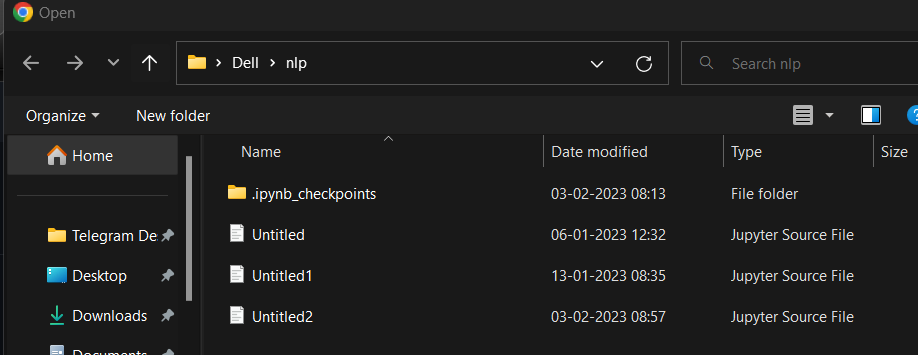 Open
Dell nlp
Search nlp
Organize New folder
Home
Telegram De
Desktop
Downloads
Documents
Name Date modified Type Size
.ipynb_checkpoints 03-02-2023 08:13 File folder
Untitled 06-01-2023 12:32 Jupyter Source File
Untitled1 13-01-2023 08:35 Jupyter Source File
Untitled2 03-02-2023 08:57 Jupyter Source File